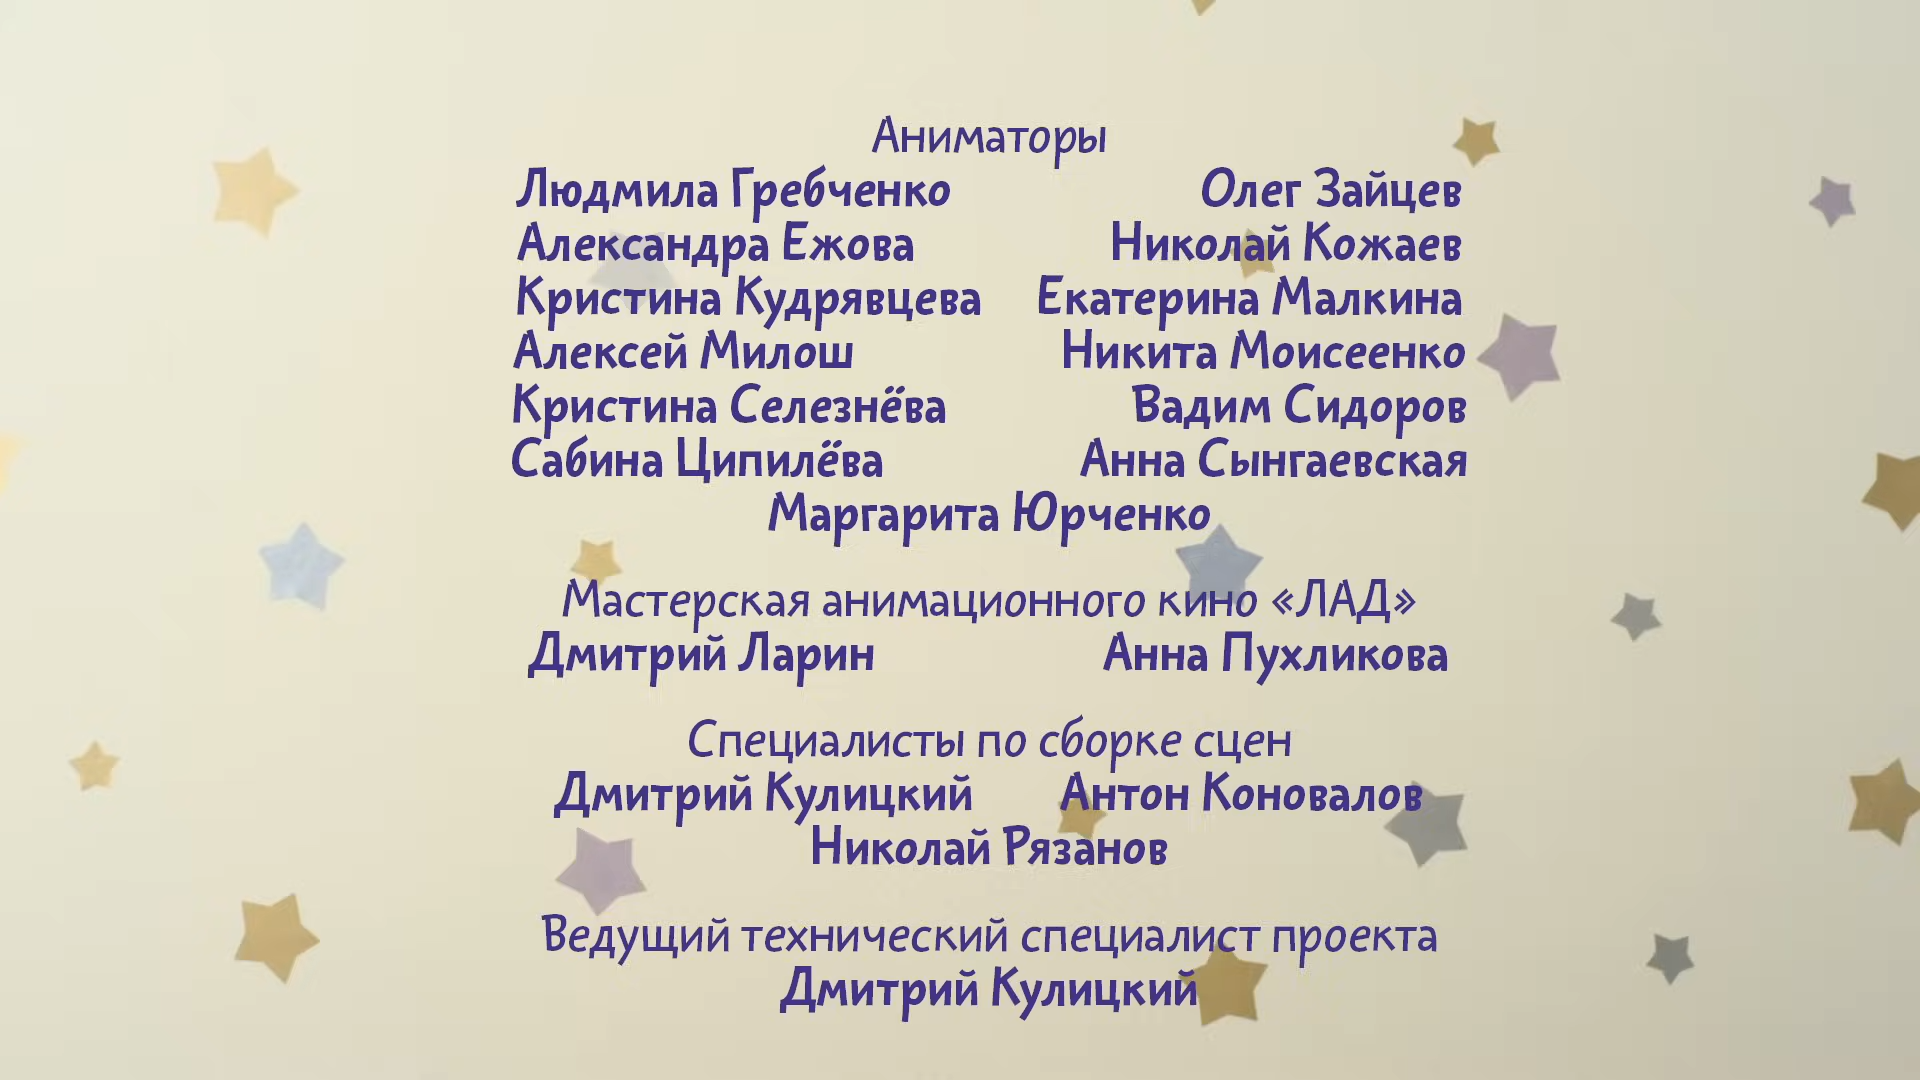 Аниматоры
Людмила Гребченко Олег Зайцев
Александра Ежова Николай Кожаев
Кристина Кудрявцева Екатерина Малкина
Алексей Милош Никита Моисеенко
Кристина Селезнёва Вадим Сидоров
Сабина Ципилёва Анна Сынгаевская
Маргарита Юрченко
Мастерская анимационного кино «ЛАД»
Дмитрий Ларин Анна Пухликова
Специалисты по сборке сцен
Дмитрий Кулицкий Антон Коновалов
Николай Рязанов
Ведущий технический специалист проекта
Дмитрий Кулицкий